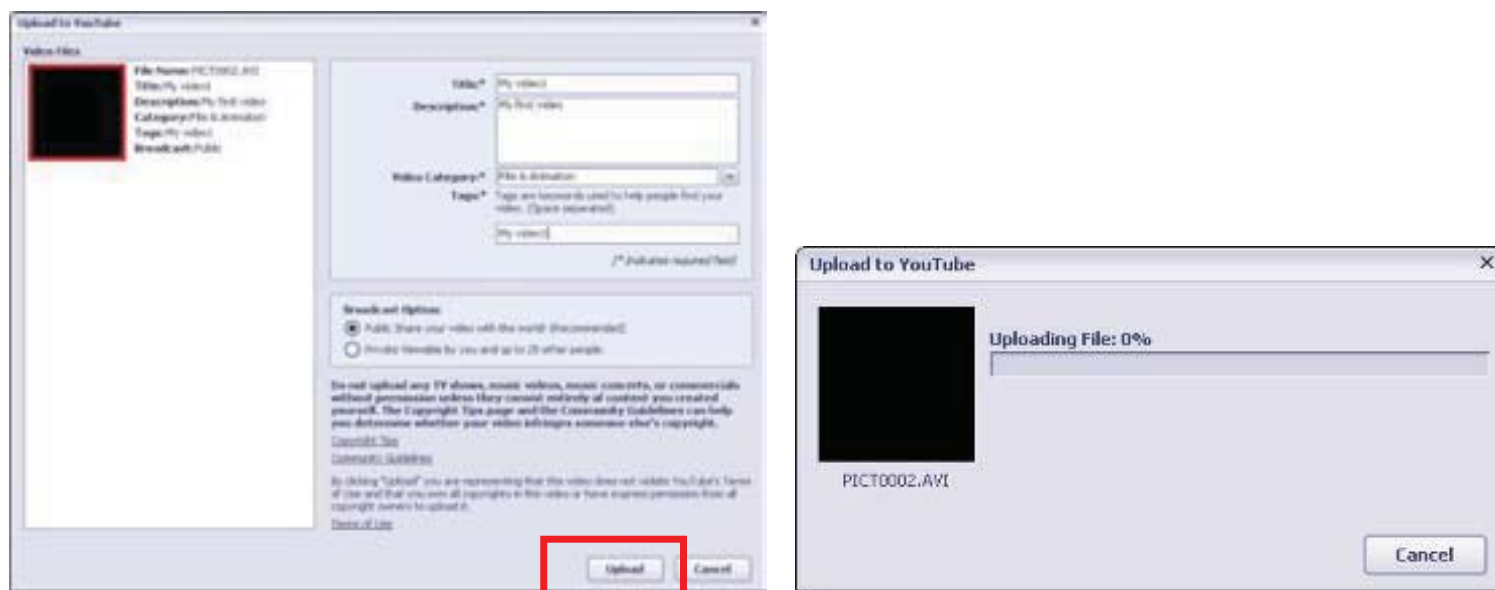 Upload to YouTube
Video Files
File Name:PICT0002.AVI
Title:My video1
Description:My first video
Category:Film & Animation
Tags:My video1
Broadcast:Public
Title:* My video1
Description:* My first video
Video Category:* Film & Animation
Tags:* Tags are keywords used to help people find your
video. (Space separated)
My video1
(* Indicates required field)
Broadcast Options
Public Share your video with the world! (Recommended)
Private Viewable by you and up to 25 other people.
Do not upload any TV shows, music videos, music concerts, or commercials
without permission unless they consist entirely of content you created
yourself. The Copyright Tips page and the Community Guidelines can help
you determine whether your video infringes someone else's copyright.
Copyright Tips
Community Guidelines
By clicking "Upload" you are representing that this video does not violate YouTube's Terms
of Use and that you own all copyrights in this video or have express permission from all
copyright owners to upload it.
Terms of Use
Upload
Cancel
Upload to YouTube
Uploading File: 0%
PICT0002.AVI
Cancel